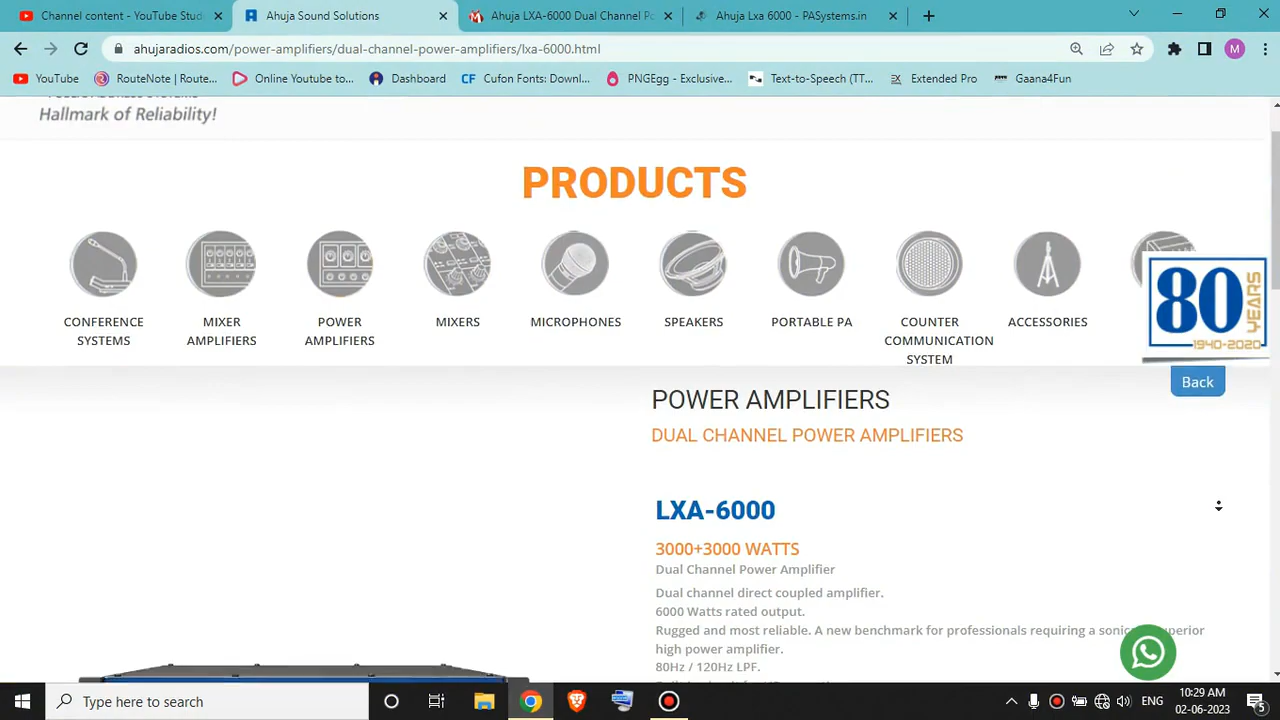 Channel content - YouTube Stud
Ahuja Sound Solutions
Ahuja LXA-6000 Dual Channel Po
Ahuja Lxa 6000 - PASystems.in
ahujaradios.com/power-amplifiers/dual-channel-power-amplifiers/lxa-6000.html
M
YouTube
RouteNote | Route...
Online Youtube to...
Dashboard
CF Cufon Fonts: Downl...
PNGEgg - Exclusive...
Text-to-Speech (TT...
Extended Pro
Gaana4Fun
Hallmark of Reliability!
PRODUCTS
CONFERENCE SYSTEMS
MIXER AMPLIFIERS
POWER AMPLIFIERS
MIXERS
MICROPHONES
SPEAKERS
PORTABLE PA
COUNTER COMMUNICATION SYSTEM
ACCESSORIES
80 YEARS
1940-2020
Back
POWER AMPLIFIERS
DUAL CHANNEL POWER AMPLIFIERS
LXA-6000
3000+3000 WATTS
Dual Channel Power Amplifier
Dual channel direct coupled amplifier.
6000 Watts rated output.
Rugged and most reliable. A new benchmark for professionals requiring a
high power amplifier.
80Hz / 120Hz LPF.
Type here to search
ENG
10:29 AM
02-06-2023
5